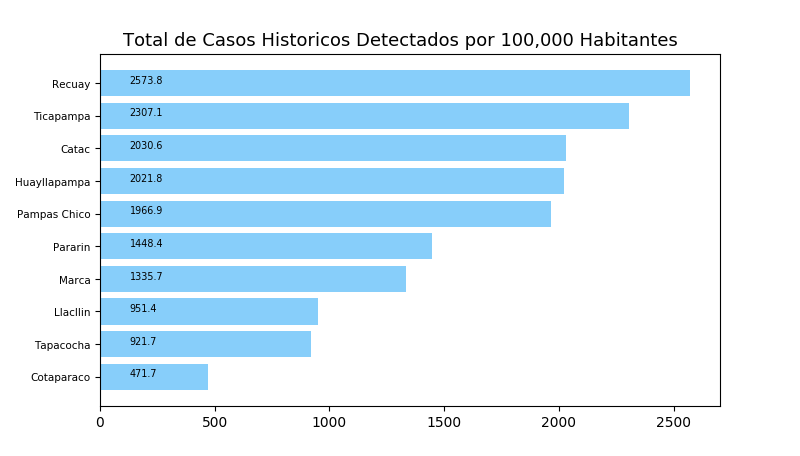 Total de Casos Historicos Detectados por 100,000 Habitantes
Recuay 2573.8
Ticapampa 2307.1
Catac 2030.6
Huayllapampa 2021.8
Pampas Chico 1966.9
Pararin 1448.4
Marca 1335.7
Llacllin 951.4
Tapacocha 921.7
Cotaparaco 471.7
0 500 1000 1500 2000 2500